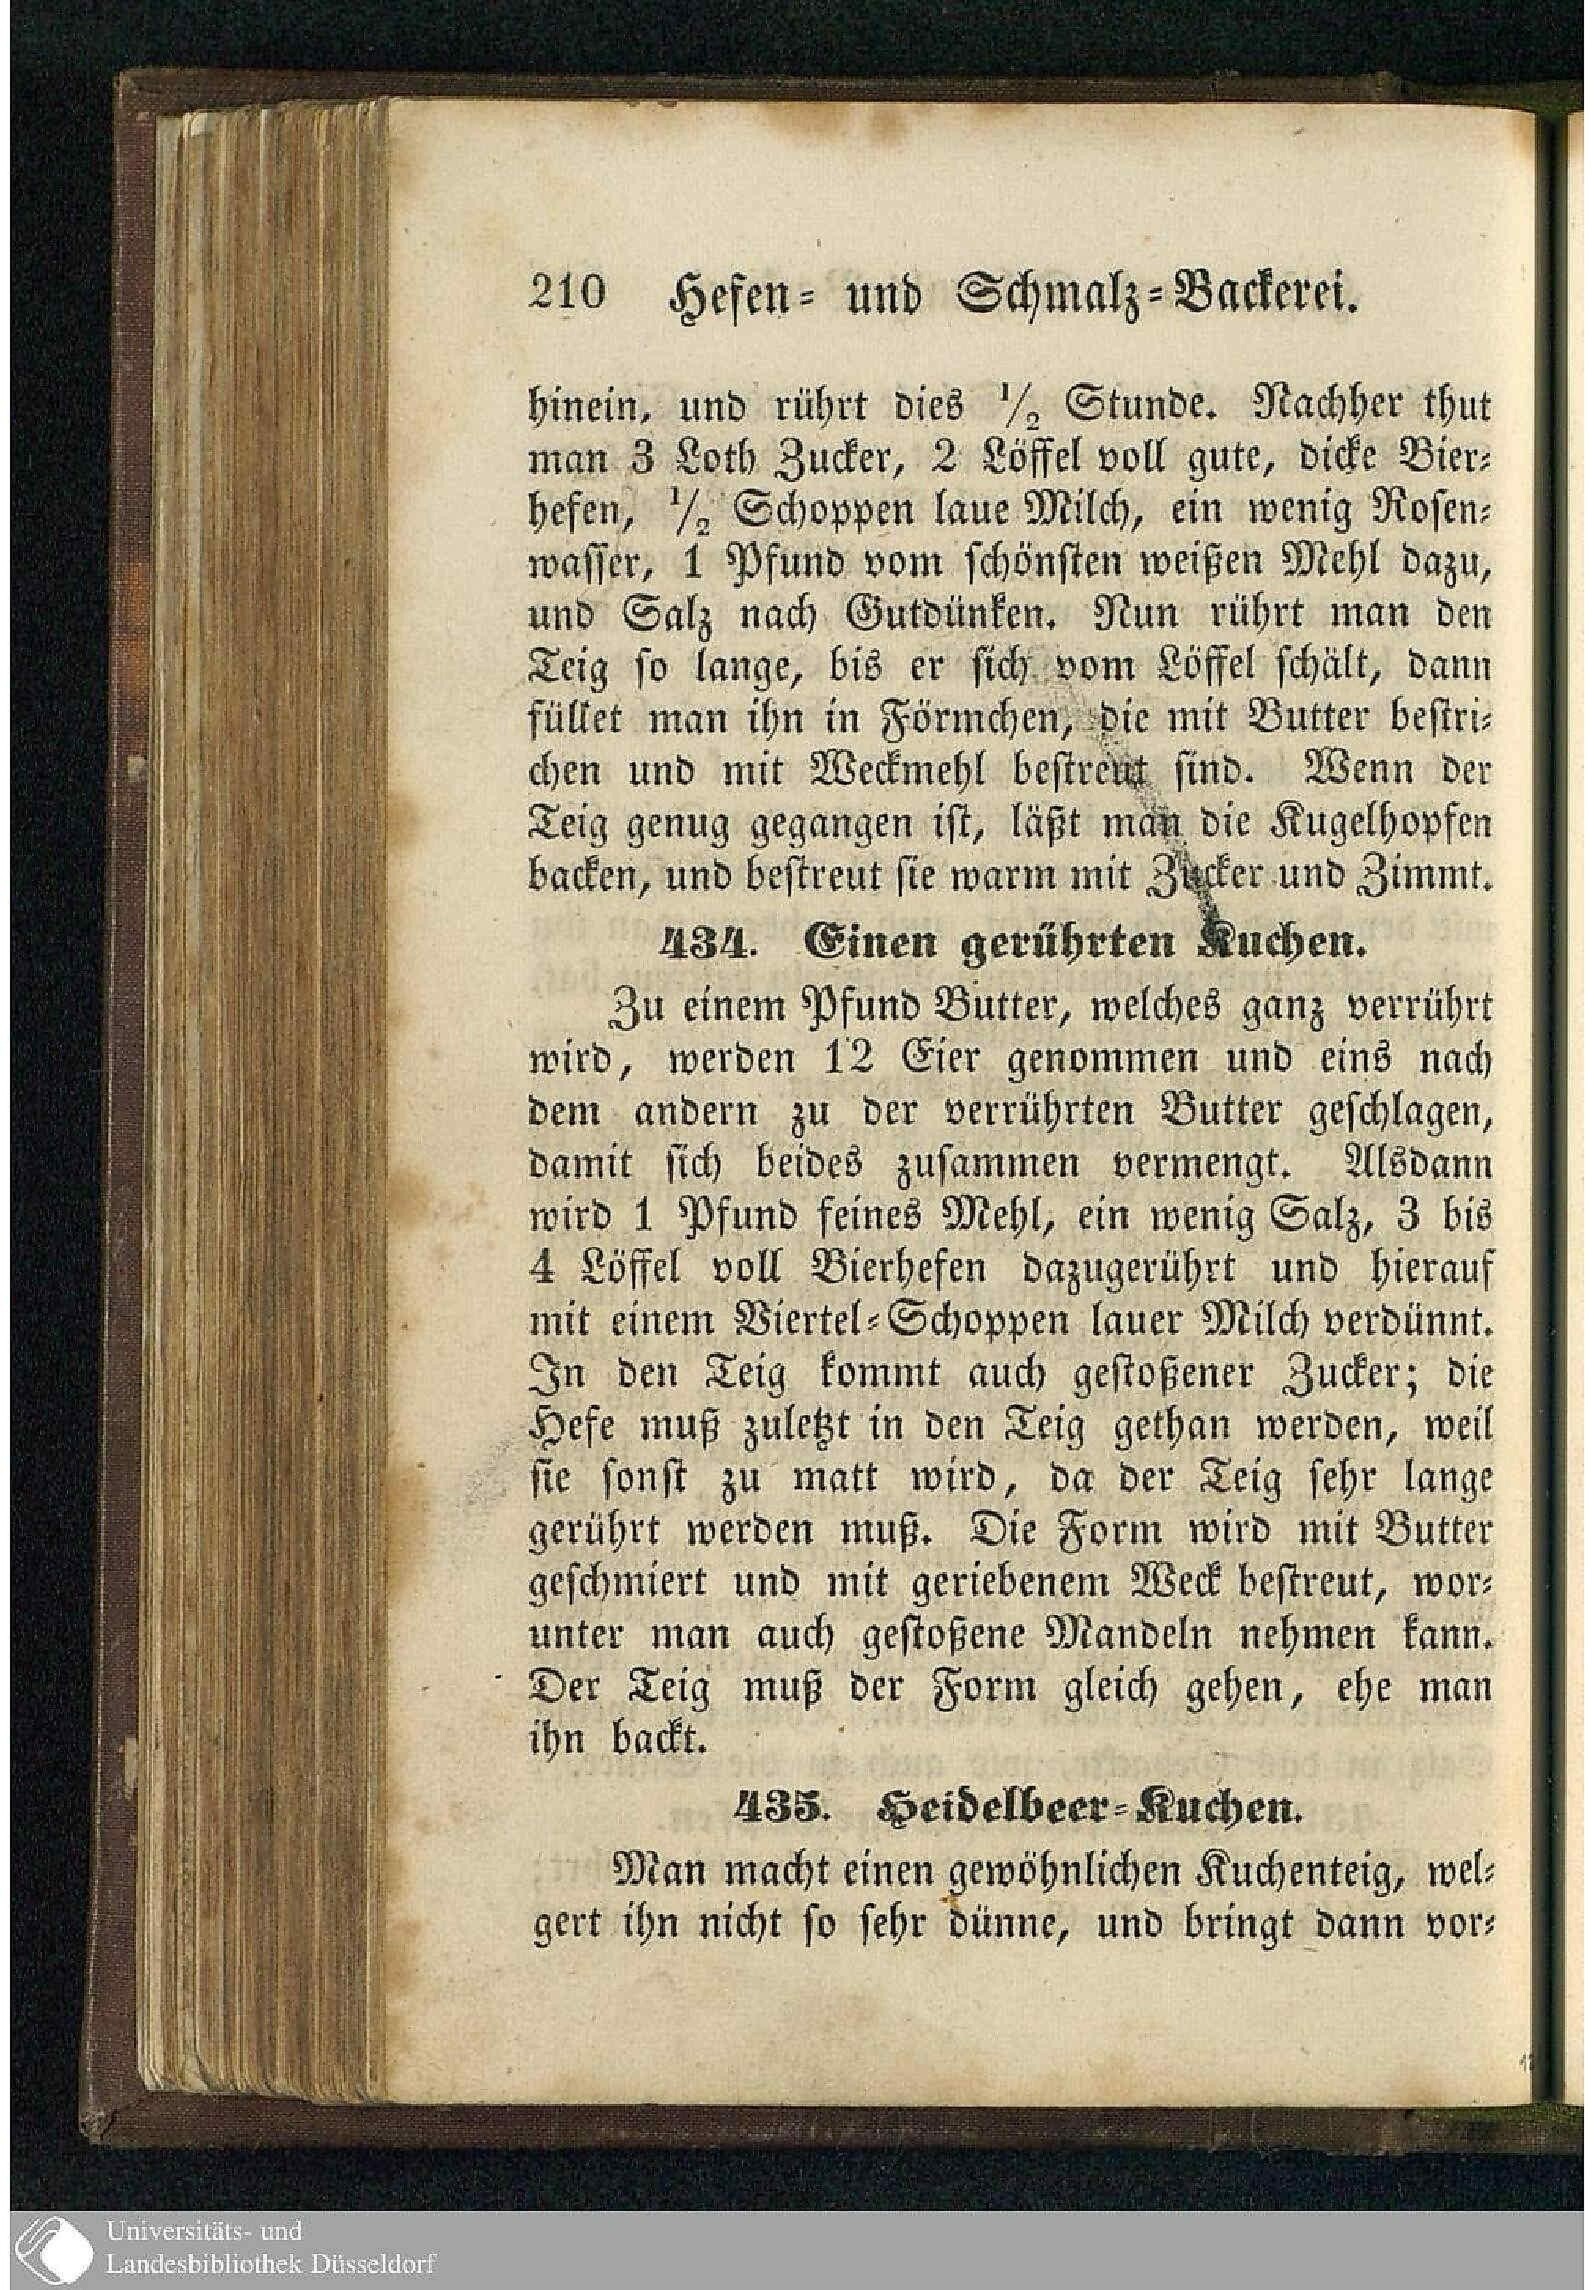 210 Hefen- und Schmalz-Backerei.
hinein, und rührt dies 1/2 Stunde. Nachher thut
man 3 Loth Zucker, 2 Löffel voll gute, dicke Bier-
hefen, 1/2 Schoppen laue Milch, ein wenig Rosen-
wasser, 1 Pfund vom schönsten weißen Mehl dazu,
und Salz nach Gutdünken. Nun rührt man den
Teig so lange, bis er sich vom Löffel schält, dann
füllet man ihn in Förmchen, die mit Butter bestri-
chen und mit Weckmehl bestreut sind. Wenn der
Teig genug gegangen ist, läßt man die Kugelhopfen
backen, und bestreut sie warm mit Zucker und Zimmt.
434. Einen gerührten Kuchen.
Zu einem Pfund Butter, welches ganz verrührt
wird, werden 12 Eier genommen und eins nach
dem andern zu der verrührten Butter geschlagen,
damit sich beides zusammen vermengt. Alsdann
wird 1 Pfund feines Mehl, ein wenig Salz, 3 bis
4 Löffel voll Bierhefen dazugerührt und hierauf
mit einem Viertel-Schoppen lauer Milch verdünnt.
In den Teig kommt auch gestoßener Zucker; die
Hefe muß zuletzt in den Teig gethan werden, weil
sie sonst zu matt wird, da der Teig sehr lange
gerührt werden muß. Die Form wird mit Butter
geschmiert und mit geriebenem Weck bestreut, wor-
unter man auch gestoßene Mandeln nehmen kann.
Der Teig muß der Form gleich gehen, ehe man
ihn backt.
435. Heidelbeer-Kuchen.
Man macht einen gewöhnlichen Kuchenteig, wel-
gert ihn nicht so sehr dünne, und bringt dann vor-
Universitäts- und
Landesbibliothek Düsseldorf